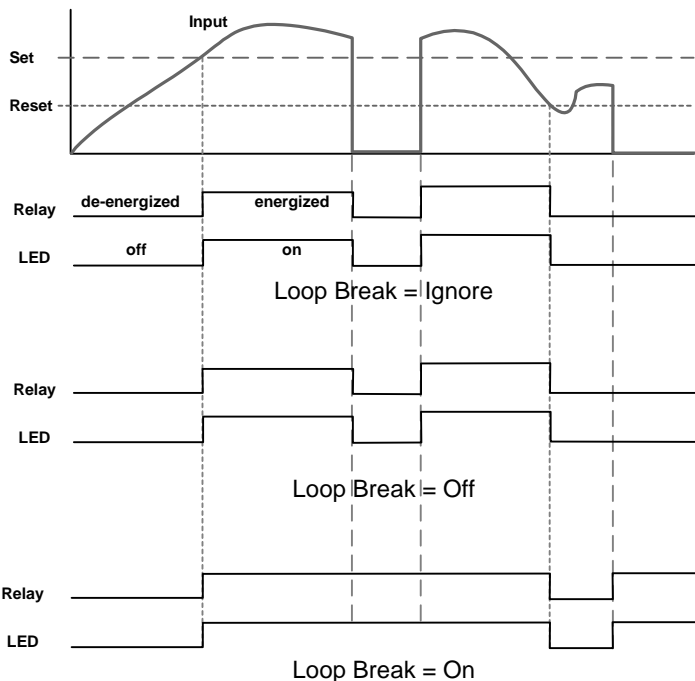 Input
Set
Reset
Relay de-energized energized
LED off on
Loop Break = Ignore
Relay
LED
Loop Break = Off
Relay
LED
Loop Break = On